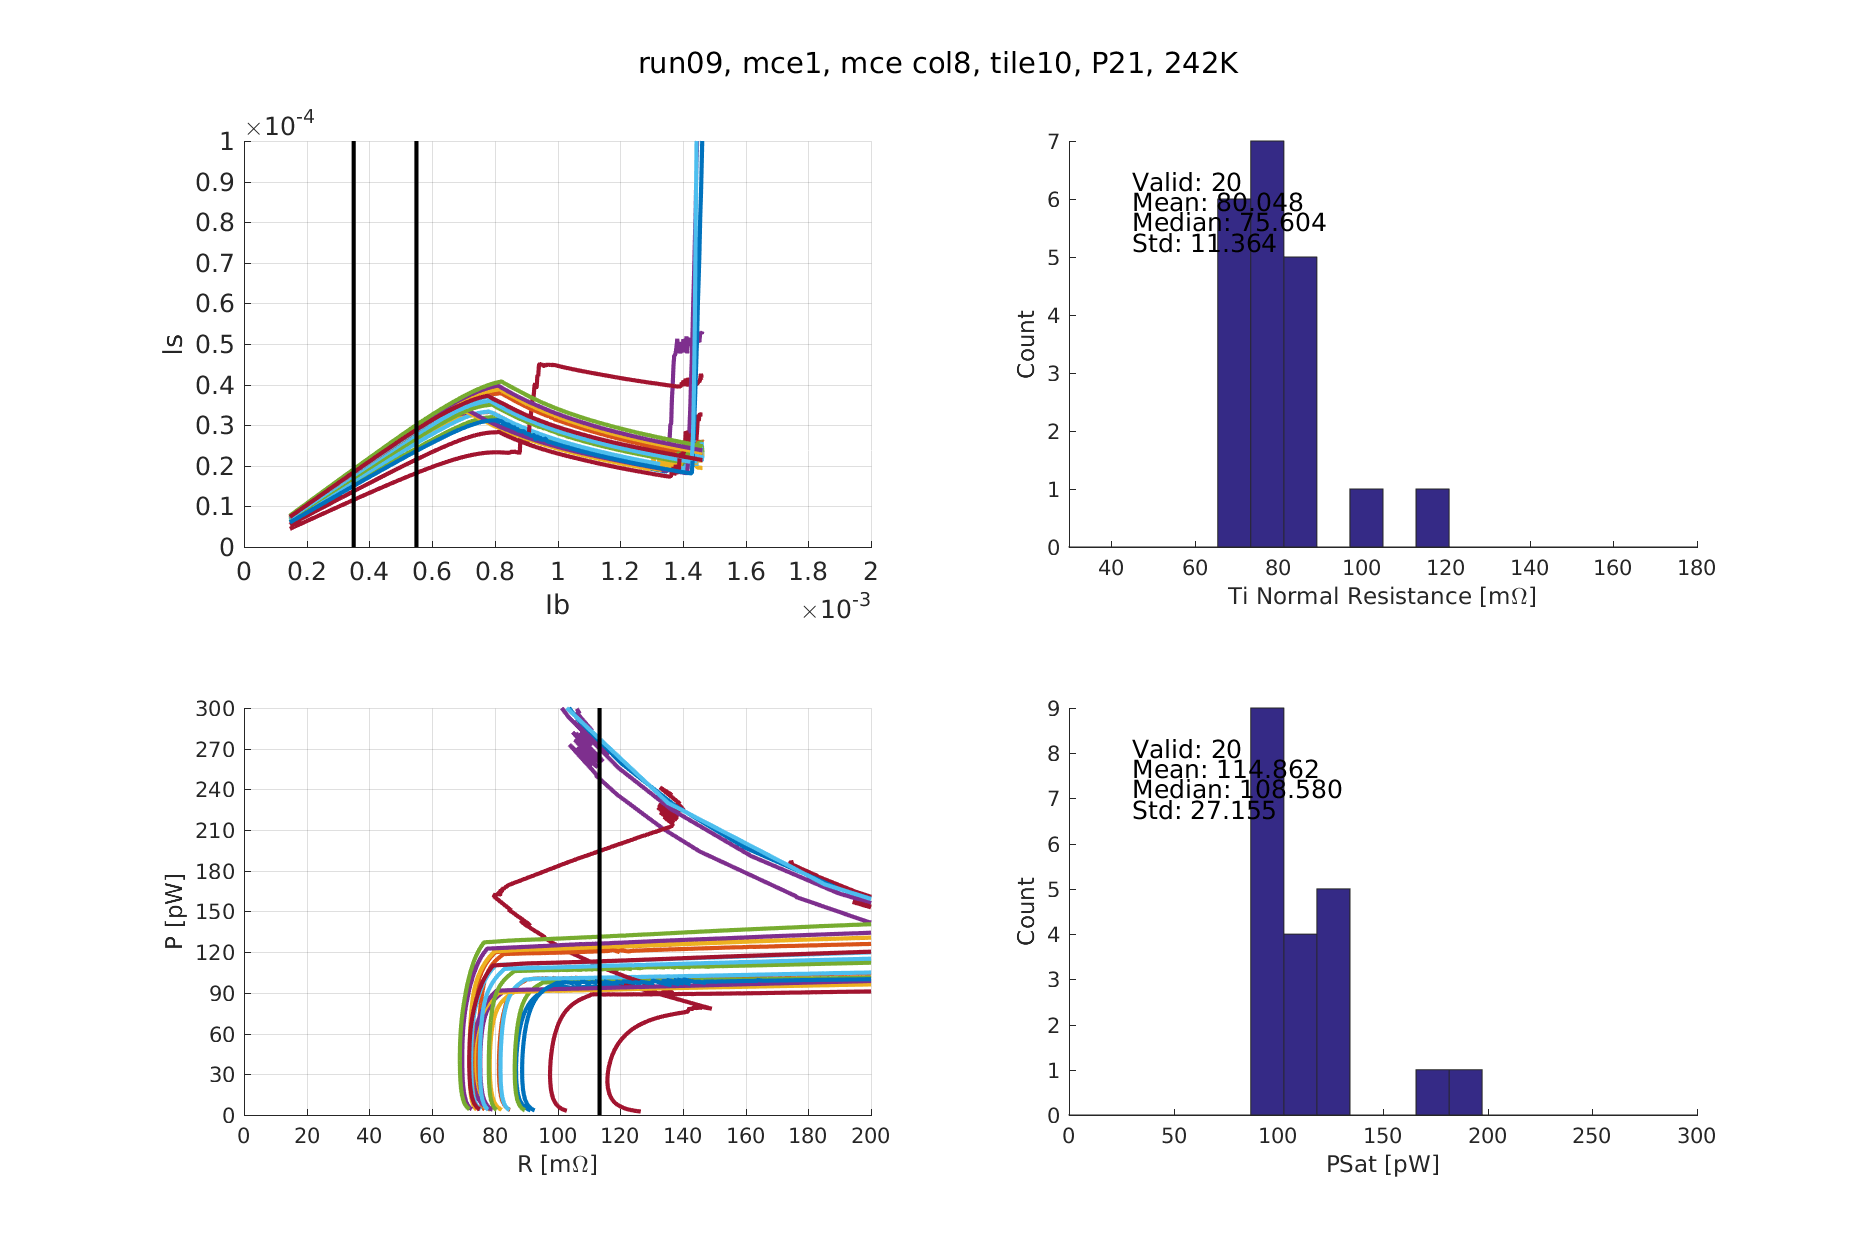 run09, mce1, mce col8, tile10, P21, 242K
×10-4
1
0.9
0.8
0.7
0.6
0.5
0.4
0.3
0.2
0.1
0
Is
0 0.2 0.4 0.6 0.8 1 1.2 1.4 1.6 1.8 2
Ib
×10-3
7
6
5
4
3
2
1
0
Count
Valid: 20
Mean: 80.048
Median: 75.604
Std: 11.364
40 60 80 100 120 140 160 180
Ti Normal Resistance [mΩ]
300
270
240
210
180
150
120
90
60
30
0
P [pW]
0 20 40 60 80 100 120 140 160 180 200
R [mΩ]
9
8
7
6
5
4
3
2
1
0
Count
Valid: 20
Mean: 114.862
Median: 108.580
Std: 27.155
0 50 100 150 200 250 300
PSat [pW]